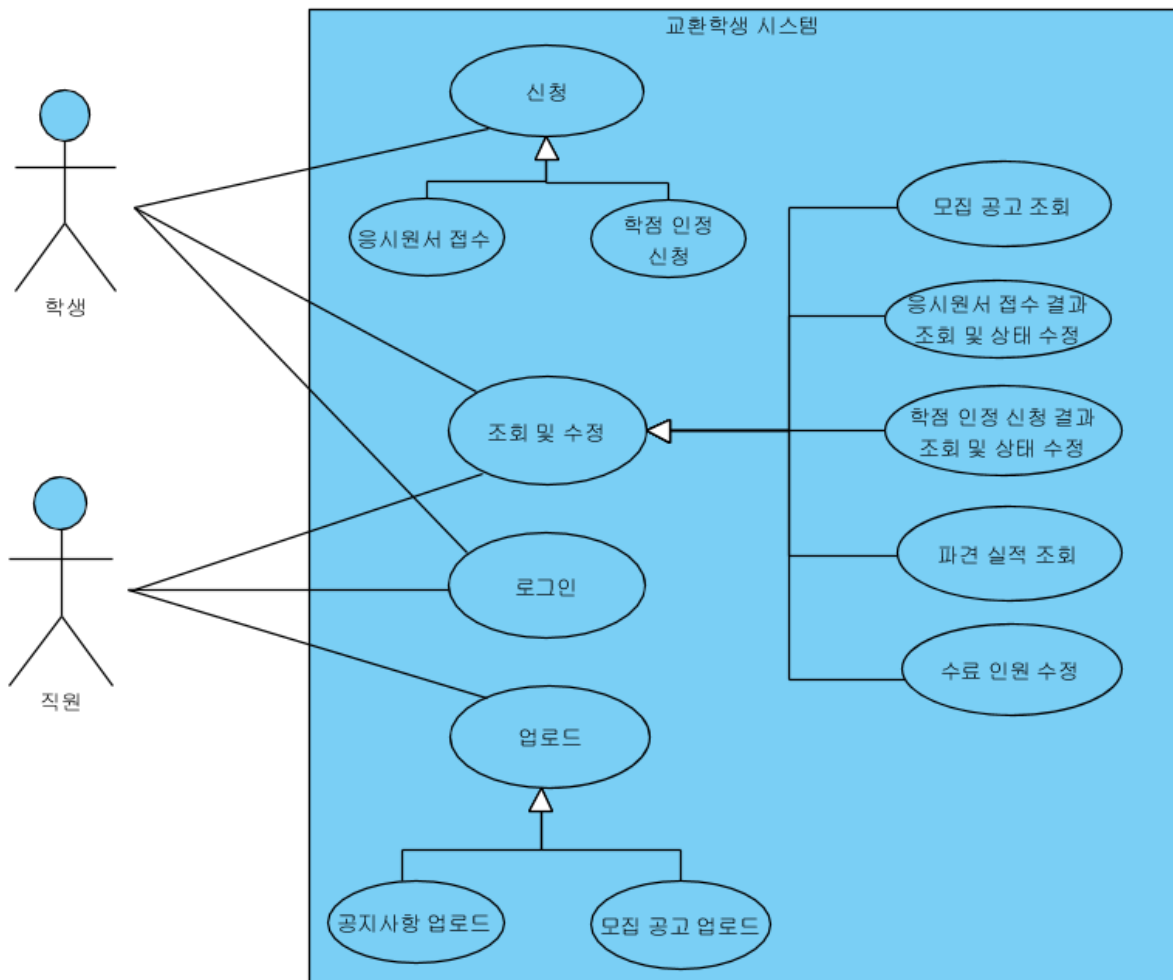 교환학생 시스템
신청
응시원서 접수
학점 인정
신청
모집 공고 조회
응시원서 접수 결과
조회 및 상태 수정
학생
조회 및 수정
학점 인정 신청 결과
조회 및 상태 수정
로그인
파견 실적 조회
수료 인원 수정
직원
업로드
공지사항 업로드
모집 공고 업로드